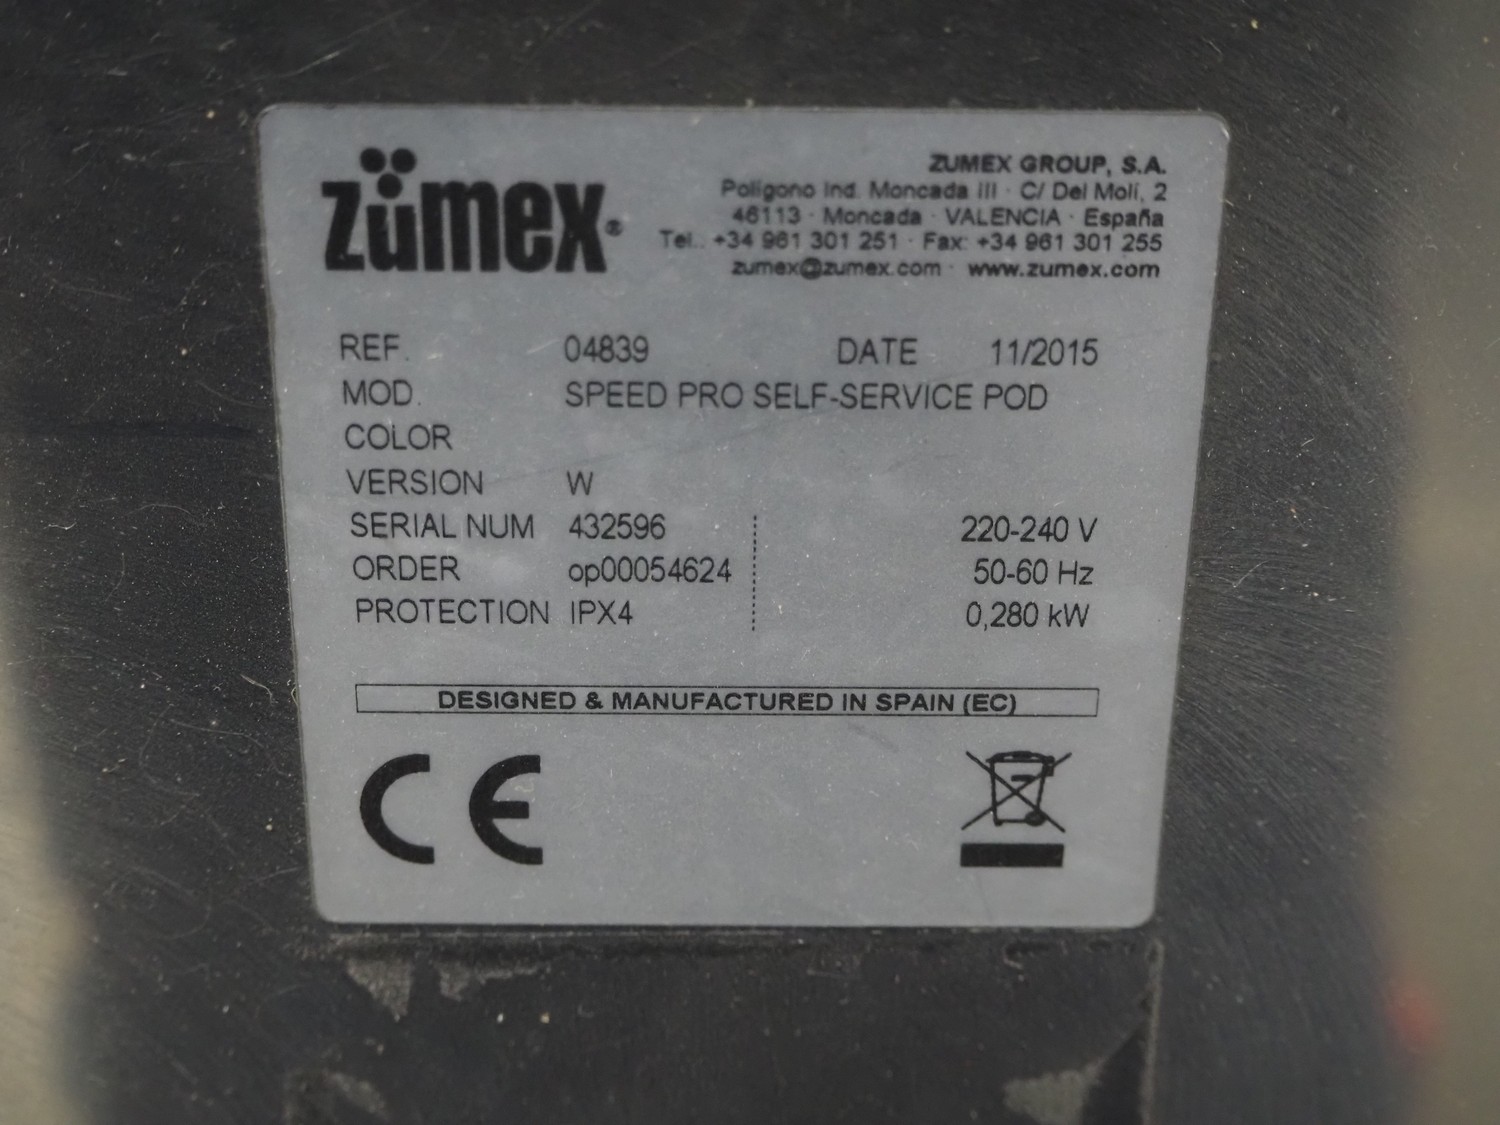 zümex®
ZUMEX GROUP, S.A.
Polígono Ind. Moncada III · C/ Del Molí, 2
46113 · Moncada · VALENCIA · España
Tel.: +34 961 301 251 · Fax: +34 961 301 255
zumex@zumex.com · www.zumex.com
REF. 04839 DATE 11/2015
MOD. SPEED PRO SELF-SERVICE POD
COLOR
VERSION W
SERIAL NUM 432596 220-240 V
ORDER op00054624 50-60 Hz
PROTECTION IPX4 0,280 kW
DESIGNED & MANUFACTURED IN SPAIN (EC)
CE